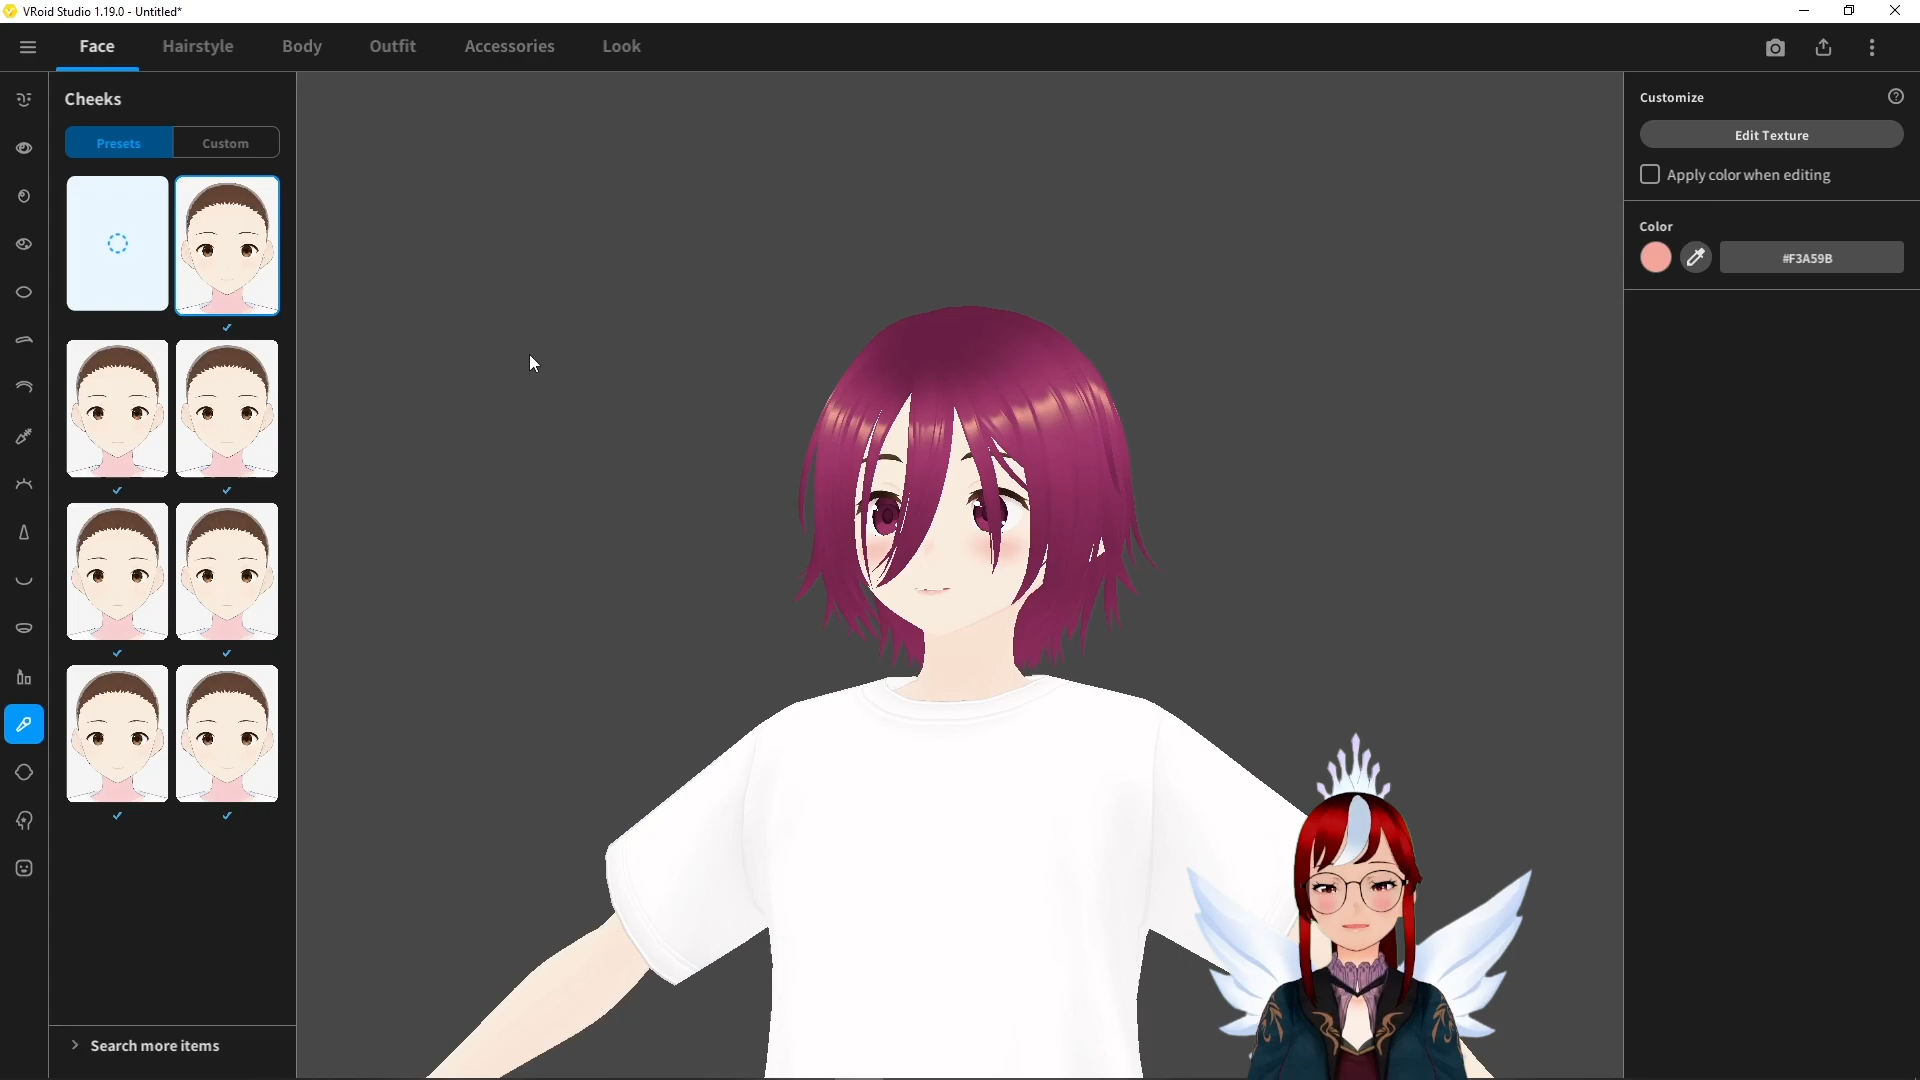 VRoid Studio 1.19.0 - Untitled*
Face
Hairstyle
Body
Outfit
Accessories
Look
Cheeks
Presets
Custom
Search more items
Customize
Edit Texture
Apply color when editing
Color
#F3A59B